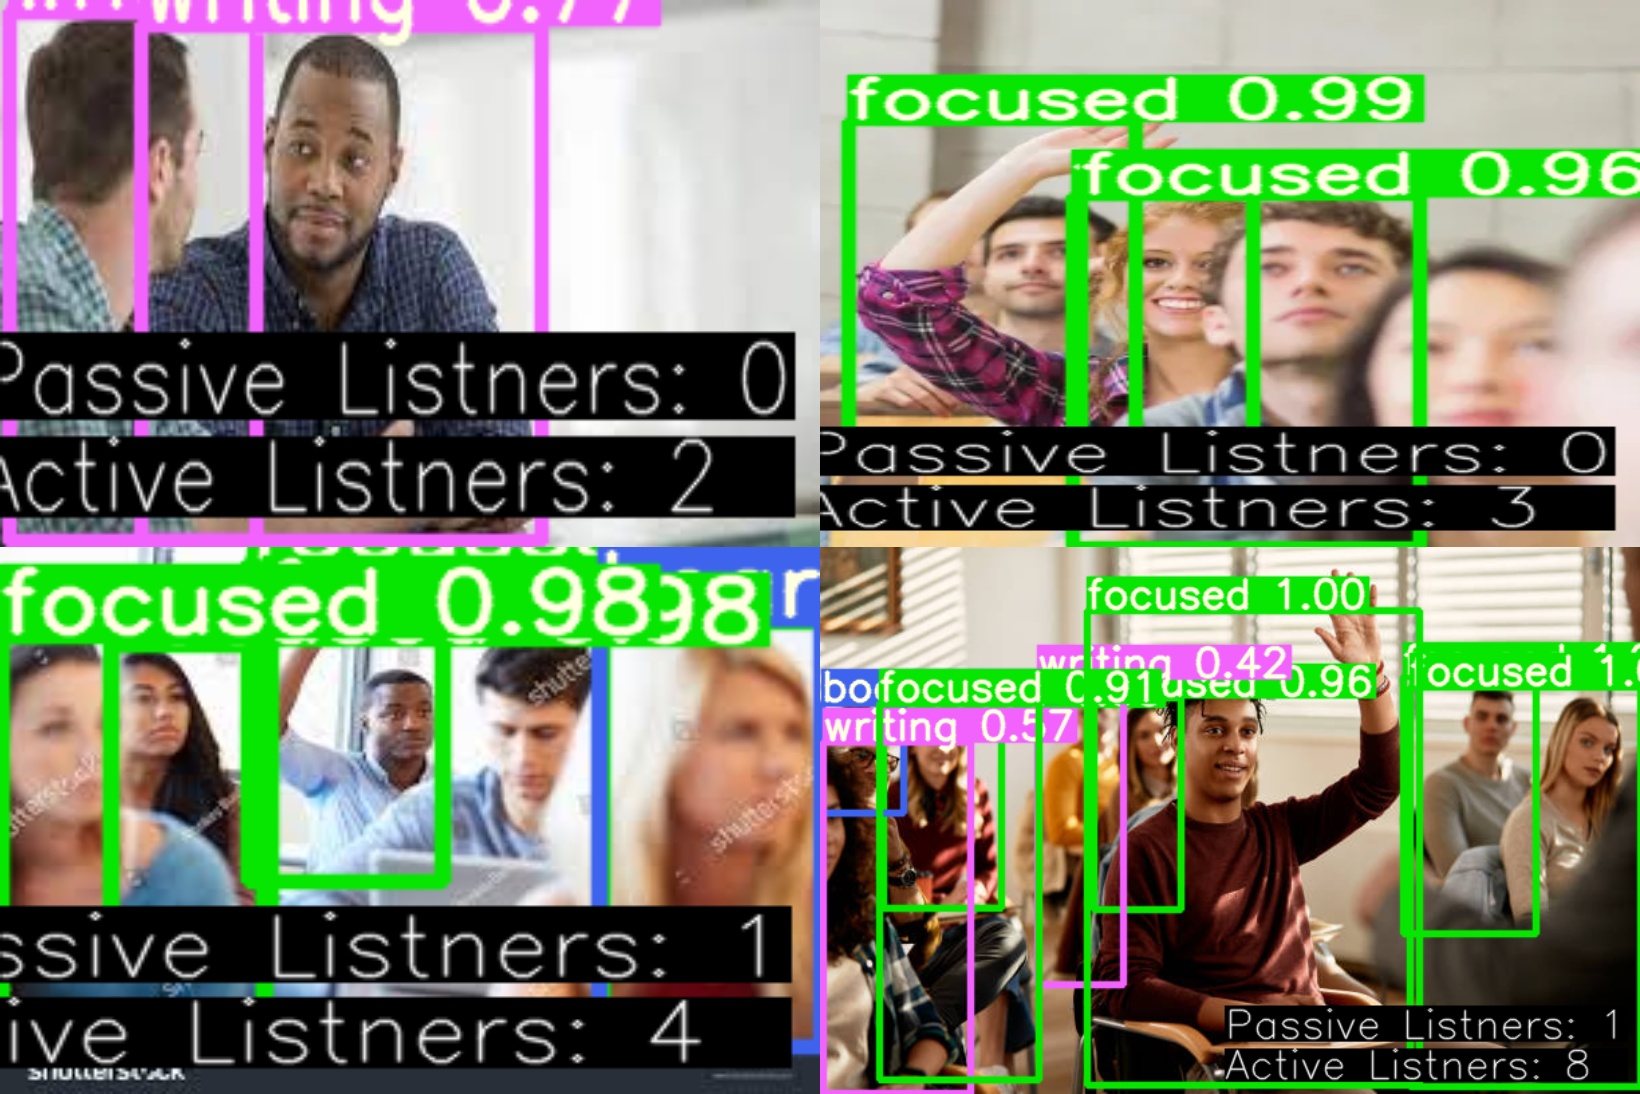 writing 0.77
Passive Listners: 0
Active Listners: 2
focused 0.99
focused 0.96
Passive Listners: 0
Active Listners: 3
focused 0.98
98
ssive Listners: 1
ive Listners: 4
shutterstock
focused 1.00
writing 0.42
bo
focused 0.91
used 0.96
focused 1.0
writing 0.57
Passive Listners: 1
Active Listners: 8